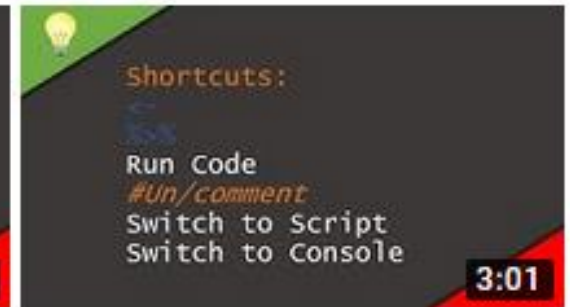 Shortcuts:
<-
%>%
Run Code
#Un/comment
Switch to Script
Switch to Console
3:01